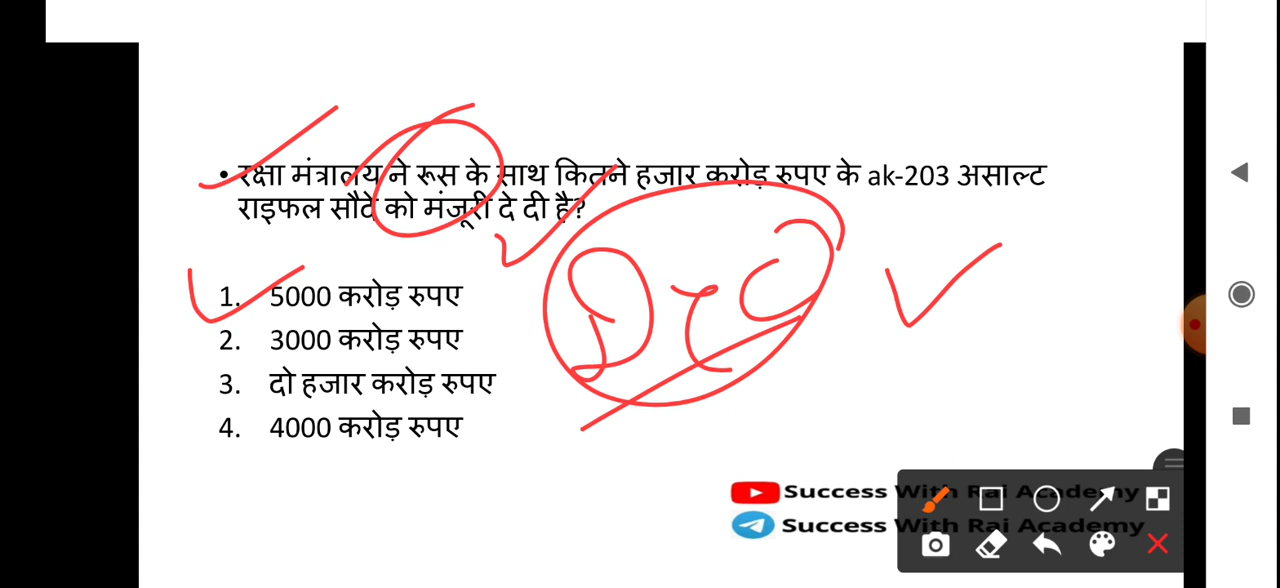 • रक्षा मंत्रालय ने रूस के साथ कितने हजार करोड़ रुपए के ak-203 असाल्ट
राइफल सौदे को मंजूरी दे दी है?
1. 5000 करोड़ रुपए
2. 3000 करोड़ रुपए
3. दो हजार करोड़ रुपए
4. 4000 करोड़ रुपए
Success With Rai Academy
Success With Rai Academy